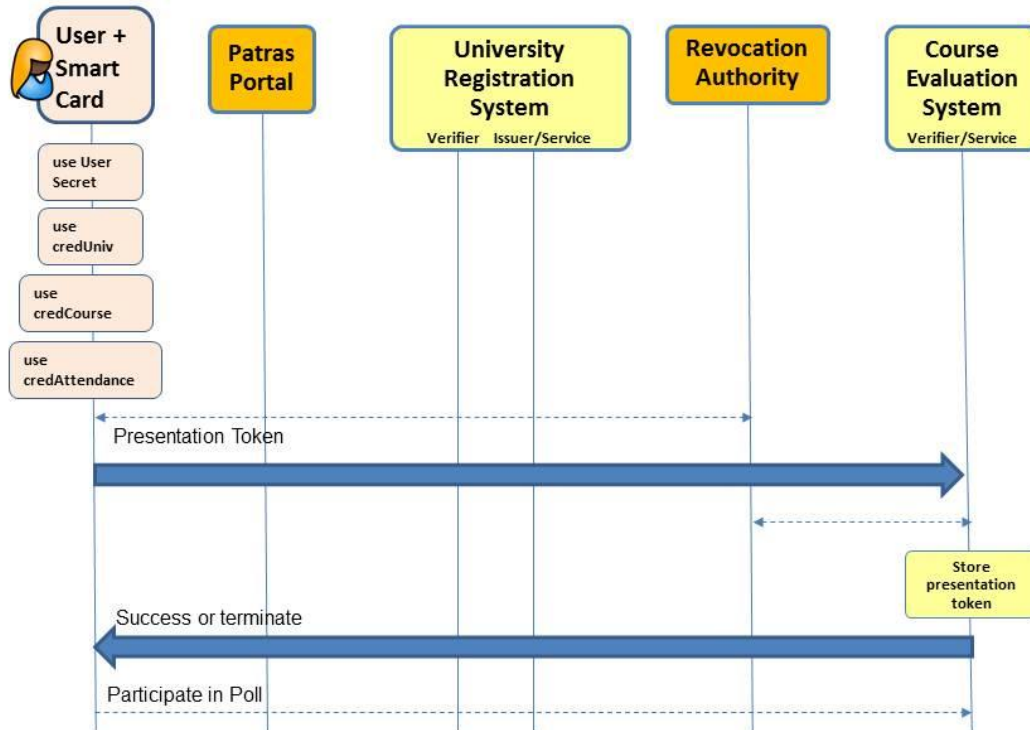 User +
Smart
Card
Patras
Portal
University
Registration
System
Verifier Issuer/Service
Revocation
Authority
Course
Evaluation
System
Verifier/Service
use User
Secret
use
credUniv
use
credCourse
use
credAttendance
Presentation Token
Store
presentation
token
Success or terminate
Participate in Poll